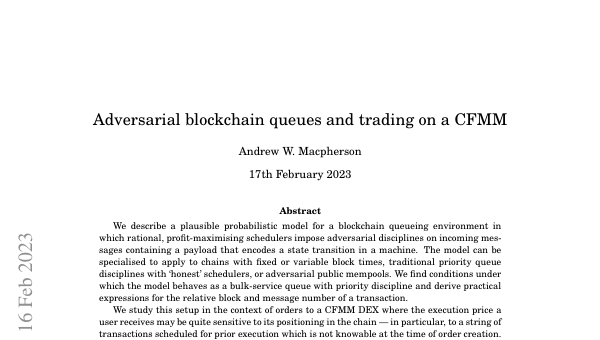 Adversarial blockchain queues and trading on a CFMM
Andrew W. Macpherson
17th February 2023
Abstract
We describe a plausible probabilistic model for a blockchain queueing environment in
which rational, profit-maximising schedulers impose adversarial disciplines on incoming mes-
sages containing a payload that encodes a state transition in a machine. The model can be
specialised to apply to chains with fixed or variable block times, traditional priority queue
disciplines with ‘honest’ schedulers, or adversarial public mempools. We find conditions under
which the model behaves as a bulk-service queue with priority discipline and derive practical
expressions for the relative block and message number of a transaction.
We study this setup in the context of orders to a CFMM DEX where the execution price a
user receives may be quite sensitive to its positioning in the chain — in particular, to a string of
transactions scheduled for prior execution which is not knowable at the time of order creation.
16 Feb 2023